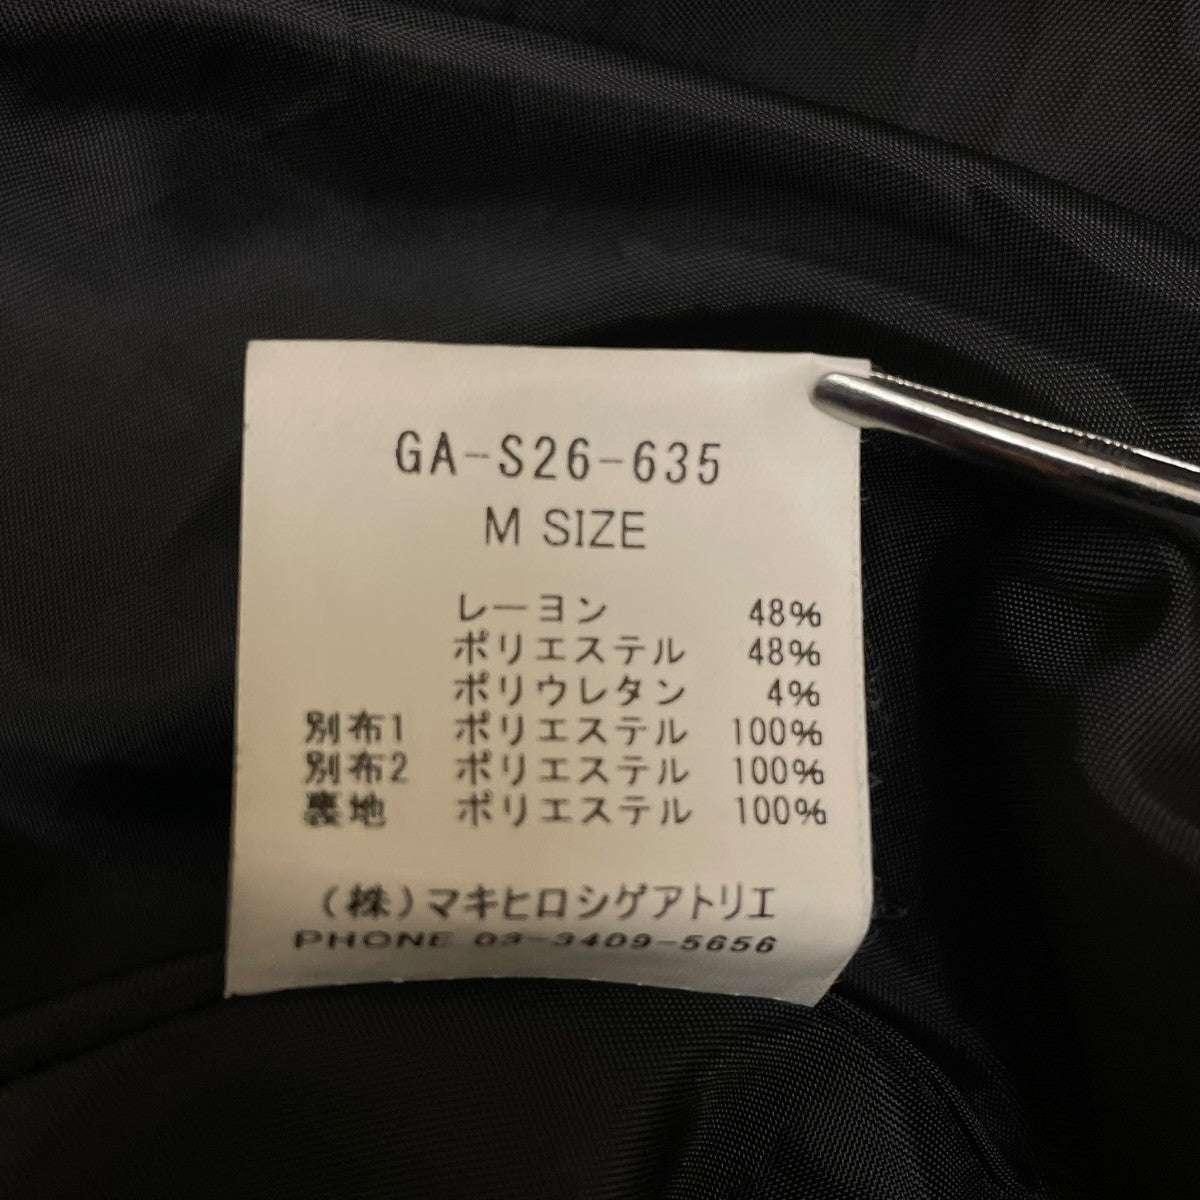 GA-S26-635
M SIZE
レーヨン 48%
ポリエステル 48%
ポリウレタン 4%
別布1 ポリエステル 100%
別布2 ポリエステル 100%
裏地 ポリエステル 100%
(株)マキヒロシゲアトリエ
PHONE 03-3409-5656